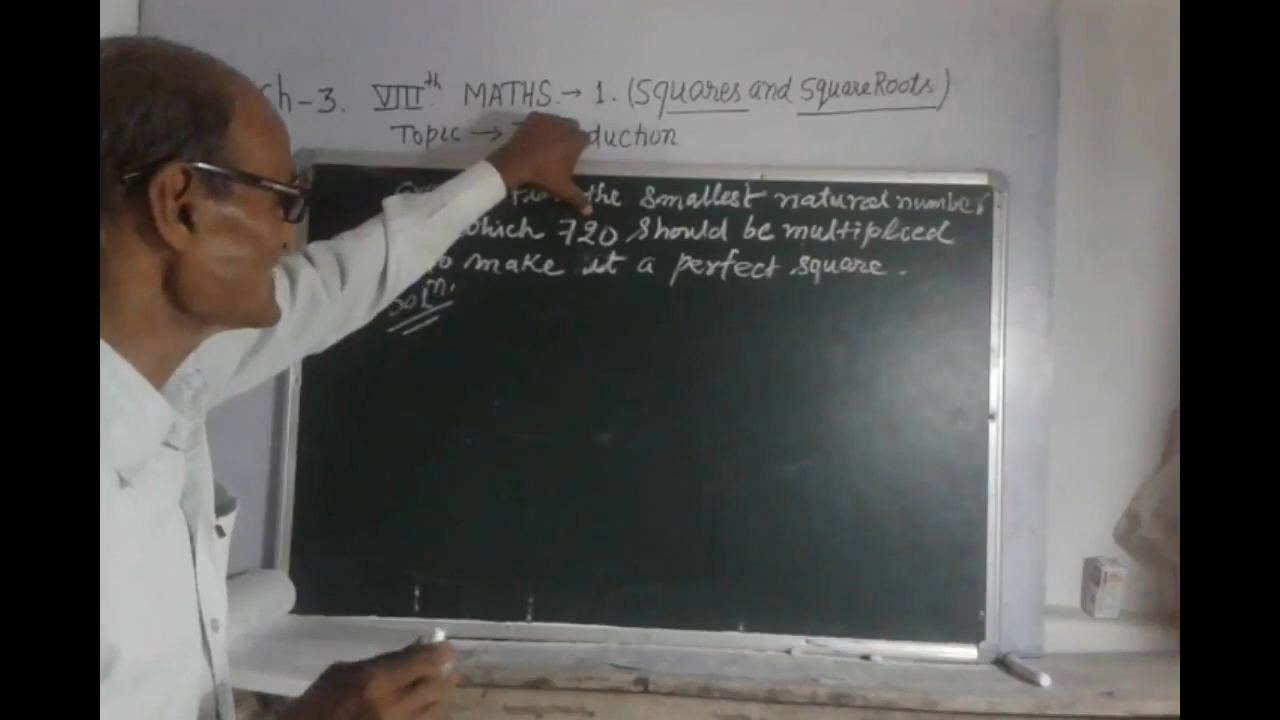 Ch-3. VIIIth MATHS → 1. (Squares and Square Roots)
Topic → duction
the smallest natural number
which 720 should be multiplied
to make it a perfect square.
Soln.